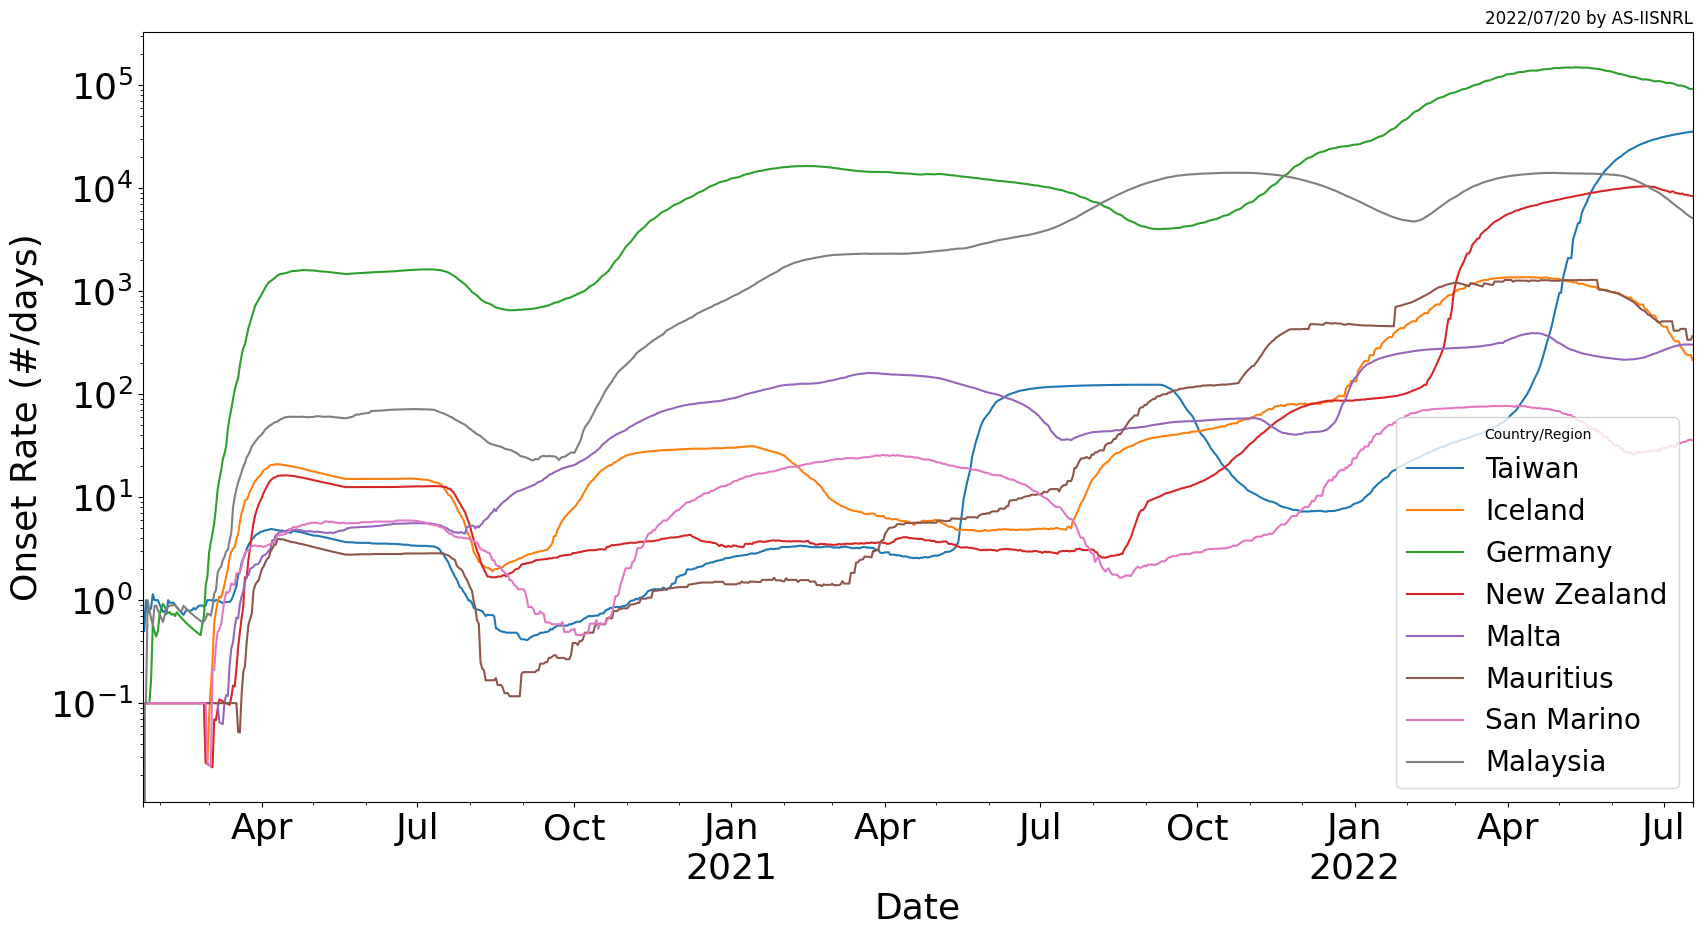 2022/07/20 by AS-IISNRL
Onset Rate (#/days)
10^5
10^4
10^3
10^2
10^1
10^0
10^−1
Country/Region
Taiwan
Iceland
Germany
New Zealand
Malta
Mauritius
San Marino
Malaysia
Apr Jul Oct Jan Apr Jul Oct Jan Apr Jul
2021 2022
Date